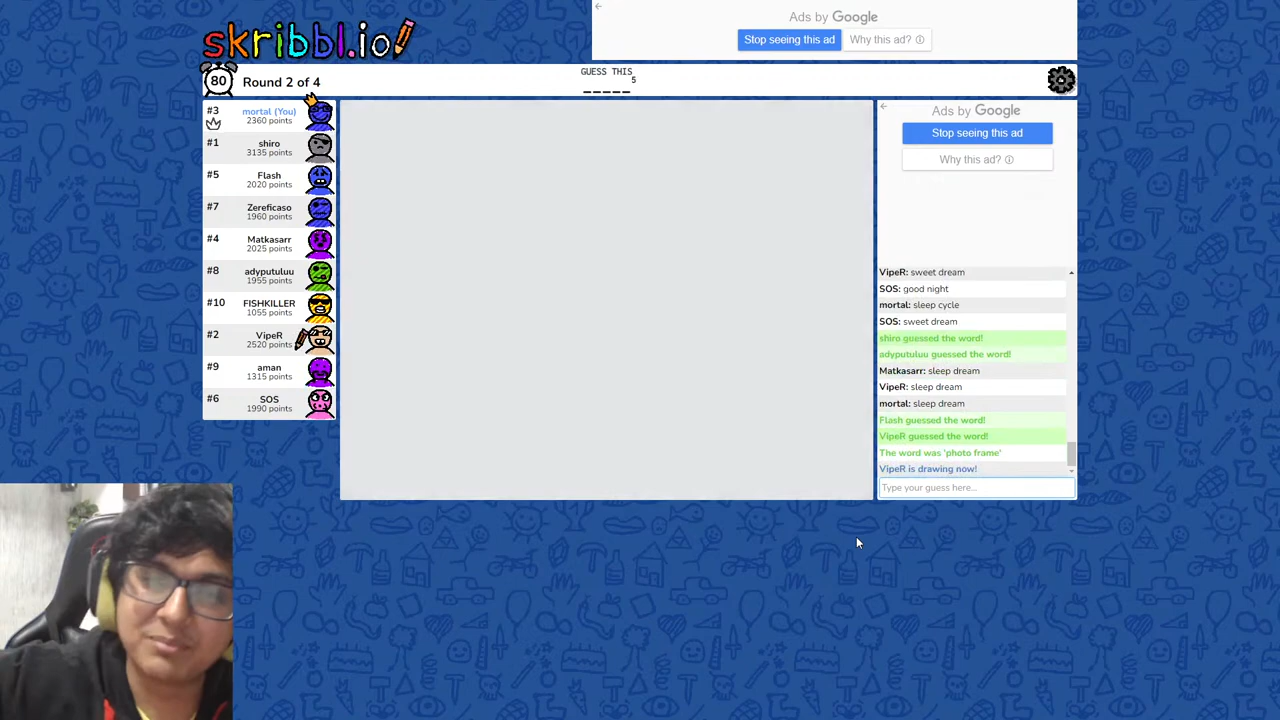 skribbl.io
Ads by Google
Stop seeing this ad
Why this ad?
80
Round 2 of 4
GUESS THIS
_____ 5
#3 mortal (You)
2360 points
#1 shiro
3135 points
#5 Flash
2020 points
#7 Zereficaso
1960 points
#4 Matkasarr
2025 points
#8 adyputuluu
1955 points
#10 FISHKILLER
1055 points
#2 VipeR
2520 points
#9 aman
1315 points
#6 SOS
1990 points
Ads by Google
Stop seeing this ad
Why this ad?
VipeR: sweet dream
SOS: good night
mortal: sleep cycle
SOS: sweet dream
shiro guessed the word!
adyputuluu guessed the word!
Matkasarr: sleep dream
VipeR: sleep dream
mortal: sleep dream
Flash guessed the word!
VipeR guessed the word!
The word was 'photo frame'
VipeR is drawing now!
Type your guess here...